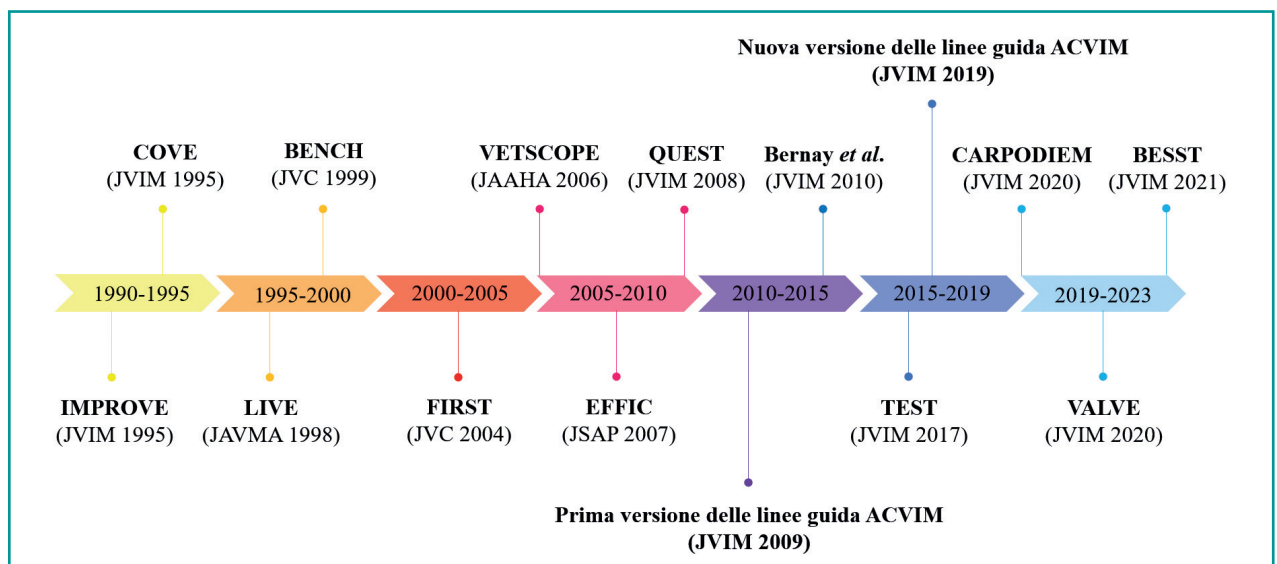 Nuova versione delle linee guida ACVIM
(JVIM 2019)
COVE
(JVIM 1995)
BENCH
(JVC 1999)
VETSCOPE
(JAAHA 2006)
QUEST
(JVIM 2008)
Bernay et al.
(JVIM 2010)
CARPODIEM
(JVIM 2020)
BESST
(JVIM 2021)
1990-1995
1995-2000
2000-2005
2005-2010
2010-2015
2015-2019
2019-2023
IMPROVE
(JVIM 1995)
LIVE
(JAVMA 1998)
FIRST
(JVC 2004)
EFFIC
(JSAP 2007)
TEST
(JVIM 2017)
VALVE
(JVIM 2020)
Prima versione delle linee guida ACVIM
(JVIM 2009)